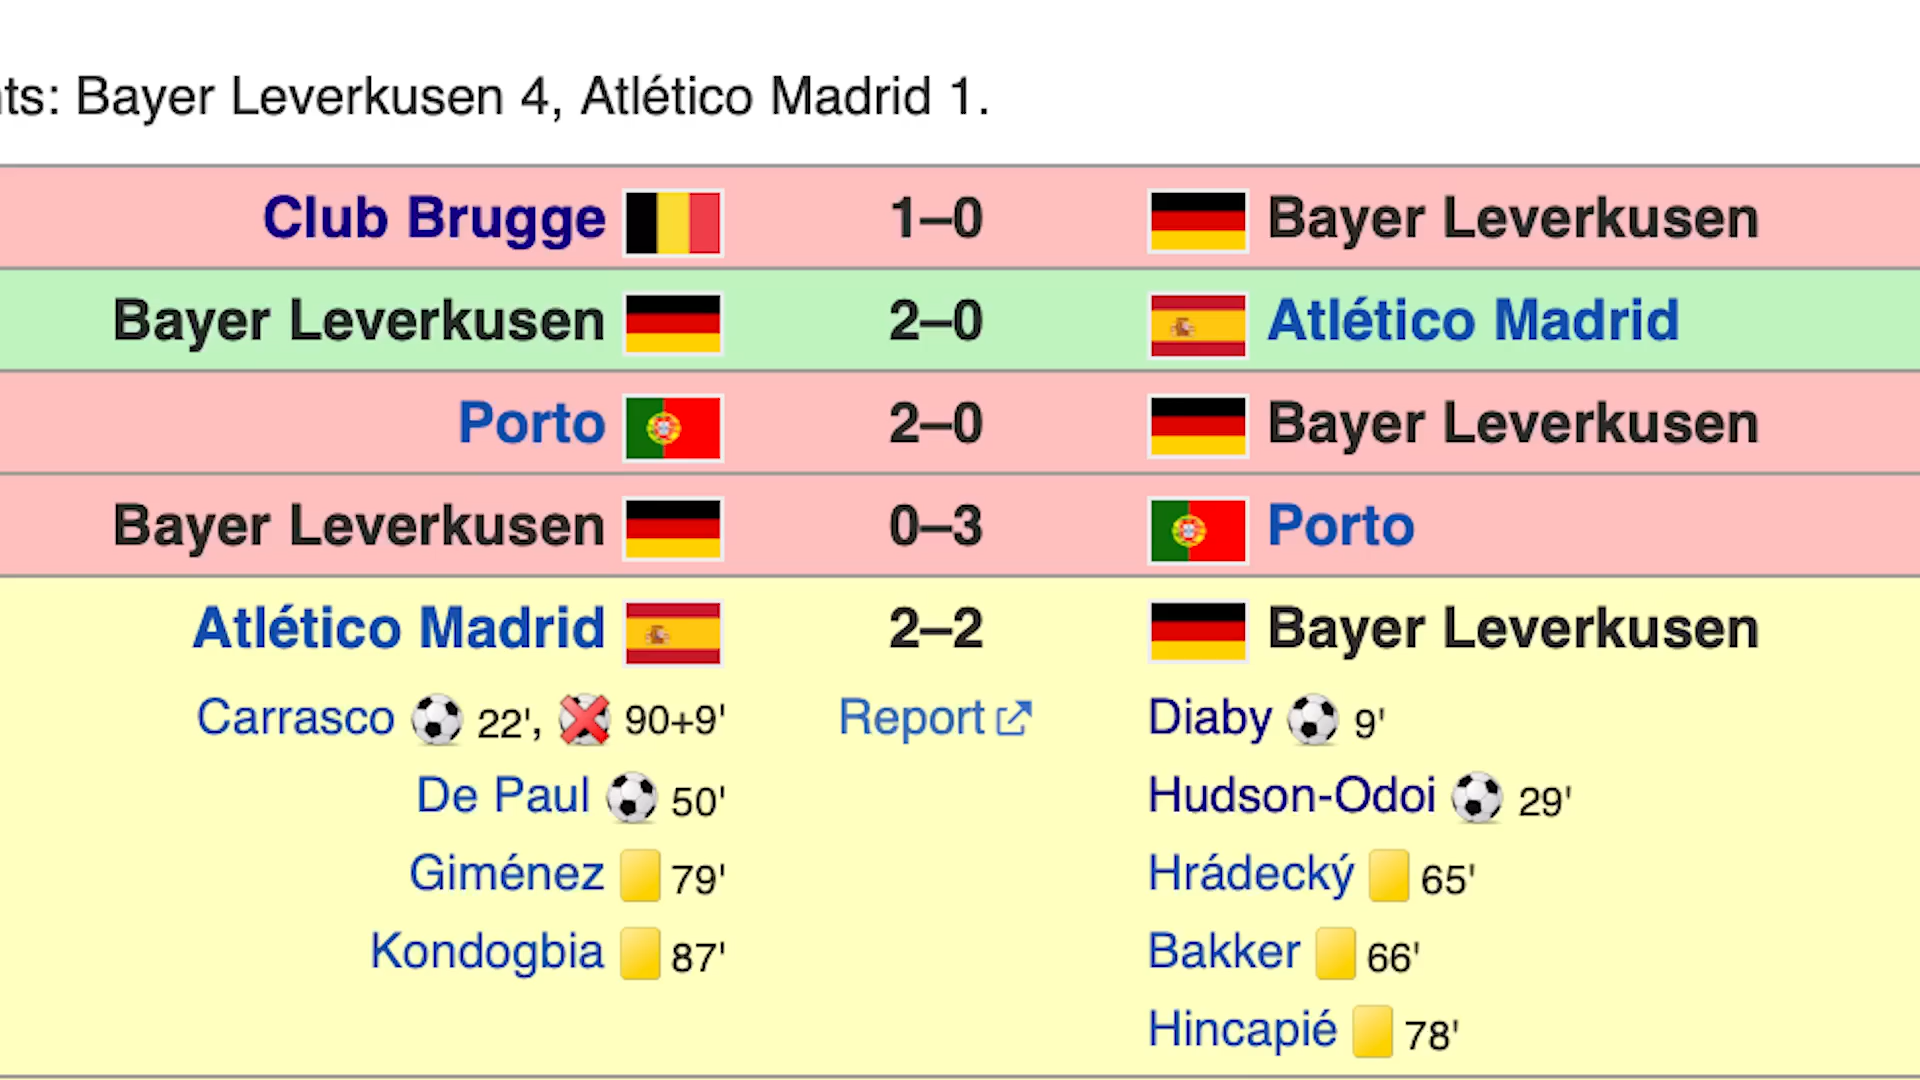 nts: Bayer Leverkusen 4, Atlético Madrid 1.
Club Brugge 1–0 Bayer Leverkusen
Bayer Leverkusen 2–0 Atlético Madrid
Porto 2–0 Bayer Leverkusen
Bayer Leverkusen 0–3 Porto
Atlético Madrid 2–2 Bayer Leverkusen
Carrasco 22', 90+9' Report Diaby 9'
De Paul 50' Hudson-Odoi 29'
Giménez 79' Hrádecký 65'
Kondogbia 87' Bakker 66'
Hincapié 78'